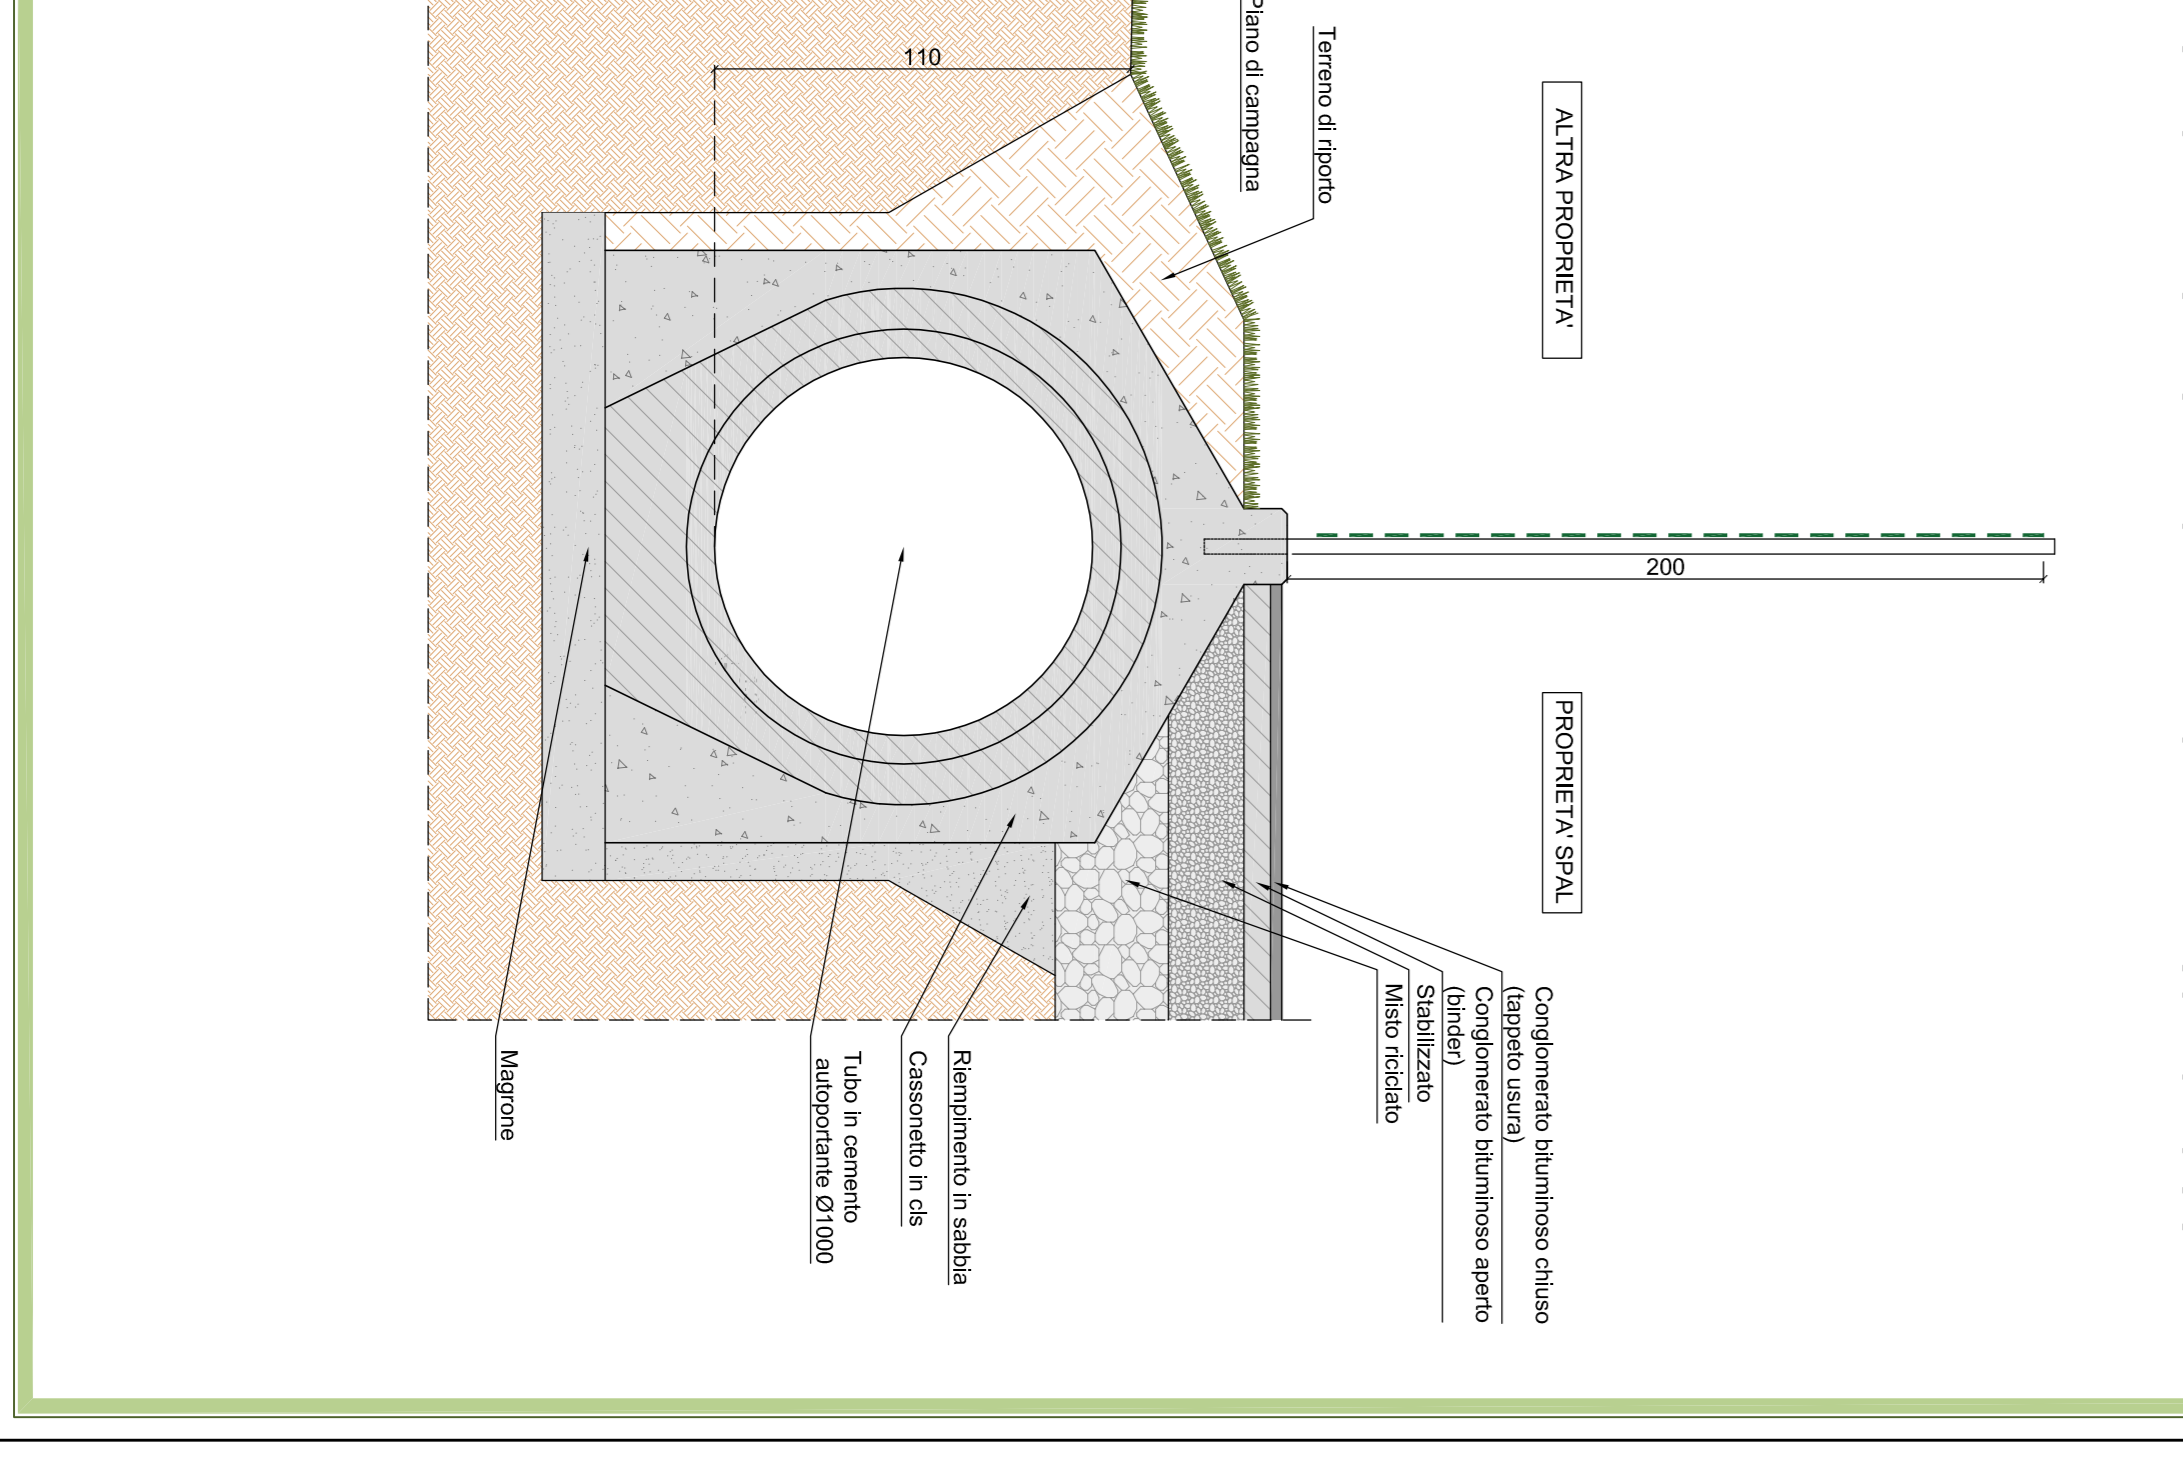 ALTRA PROPRIETA'
PROPRIETA' SPAL
Terreno di riporto
Piano di campagna
110
200
Conglomerato bituminoso chiuso
(tappeto usura)
Conglomerato bituminoso aperto
(binder)
Stabilizzato
Misto riciclato
Riempimento in sabbia
Cassonetto in cls
Tubo in cemento
autoportante Ø1000
Magrone